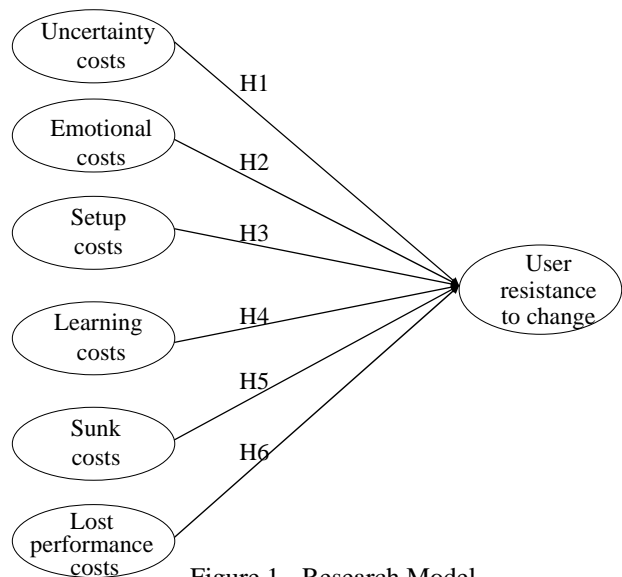 Uncertainty
costs
H1
Emotional
costs
H2
Setup
costs
H3
User
resistance
to change
Learning
costs
H4
Sunk
costs
H5
H6
Lost
performance
costs
Figure 1 - Research Model